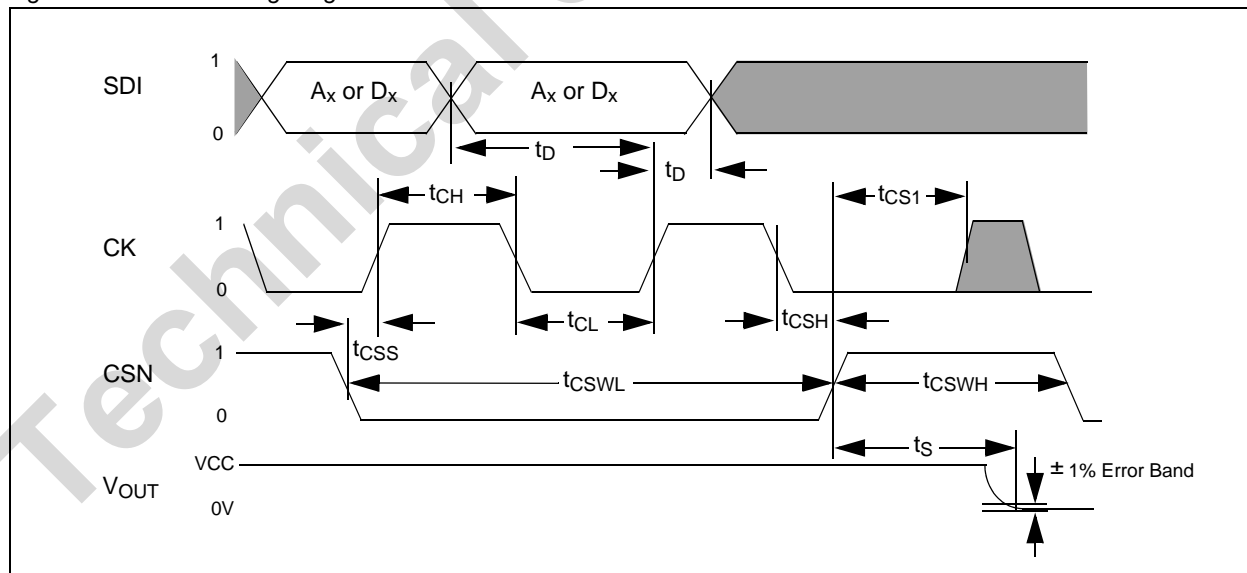 Technical
SDI
1
0
Ax or Dx
Ax or Dx
tD
tD
tCH
tCS1
CK
1
0
tCSS
tCL
tCSH
CSN
1
0
tCSWL
tCSWH
tS
VOUT
VCC
0V
± 1% Error Band